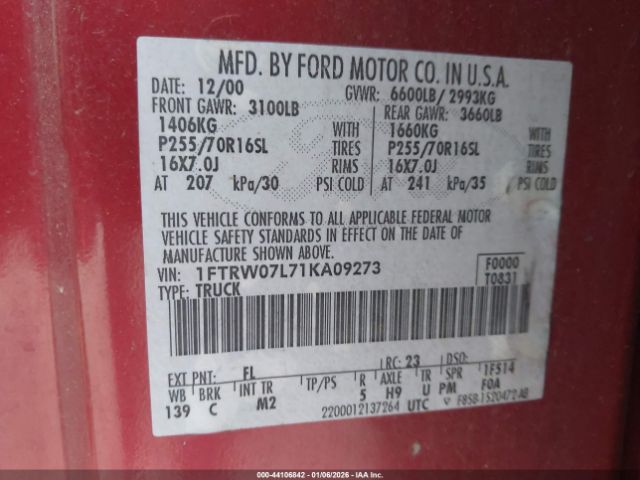 MFD. BY FORD MOTOR CO. IN U.S.A.
DATE: 12/00 GVWR: 6600LB/ 2993KG
FRONT GAWR: 3100LB REAR GAWR: 3660LB
1406KG WITH 1660KG WITH
P255/70R16SL TIRES P255/70R16SL TIRES
16X7.0J RIMS 16X7.0J RIMS
AT 207 kPa/30 PSI COLD AT 241 kPa/35 PSI COLD
THIS VEHICLE CONFORMS TO ALL APPLICABLE FEDERAL MOTOR
VEHICLE SAFETY STANDARDS IN EFFECT ON THE DATE OF
MANUFACTURE SHOWN ABOVE.
VIN: 1FTRW07L71KA09273 F0000
TYPE: TRUCK T0831
EXT PNT: FL RC: 23 DSO:
WB BRK INT TR TP/PS R AXLE TR SPR 1F514
139 C M2 5 H9 U PM F0A
2200012137264 UTC F85B-1520472-AB
000-44106842 - 01/06/2026 - IAAI.COM